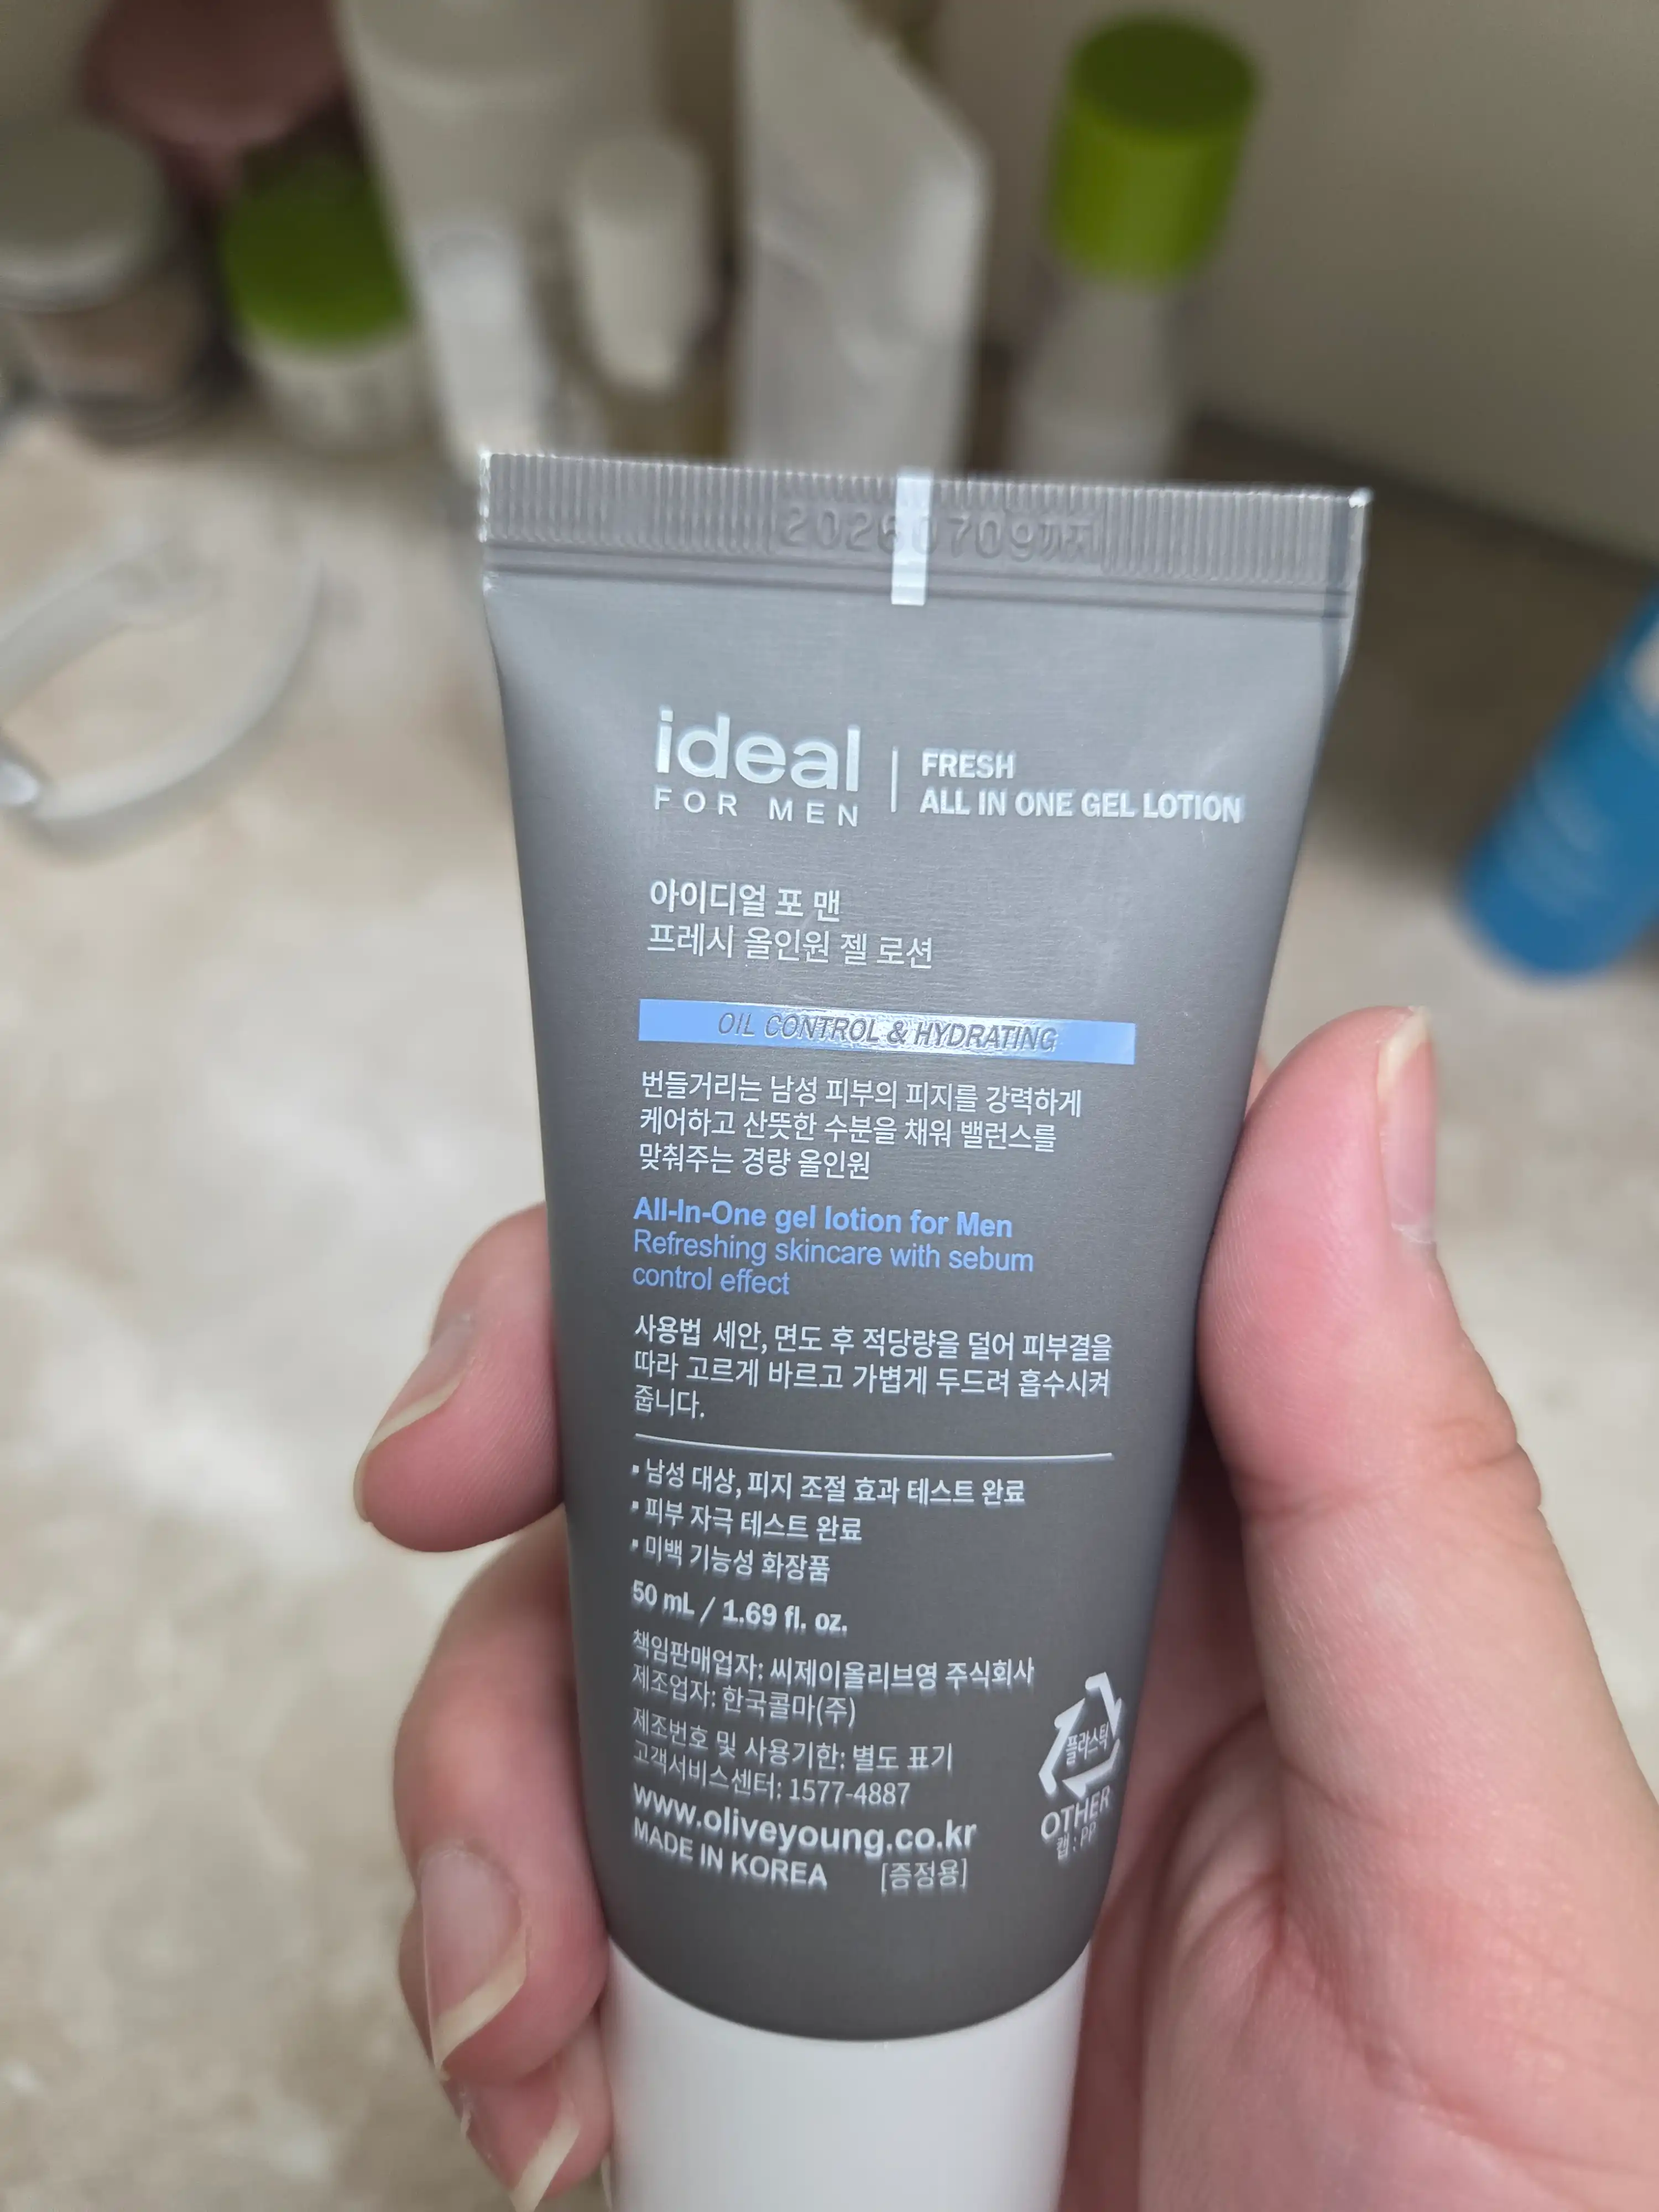 20260709까지
ideal
FOR MEN
FRESH
ALL IN ONE GEL LOTION
아이디얼 포 맨
프레시 올인원 젤 로션
OIL CONTROL & HYDRATING
번들거리는 남성 피부의 피지를 강력하게
케어하고 산뜻한 수분을 채워 밸런스를
맞춰주는 경량 올인원
All-In-One gel lotion for Men
Refreshing skincare with sebum
control effect
사용법 세안, 면도 후 적당량을 덜어 피부결을
따라 고르게 바르고 가볍게 두드려 흡수시켜
줍니다.
▪ 남성 대상, 피지 조절 효과 테스트 완료
▪ 피부 자극 테스트 완료
▪ 미백 기능성 화장품
50 mL / 1.69 fl. oz.
책임판매업자: 씨제이올리브영 주식회사
제조업자: 한국콜마(주)
제조번호 및 사용기한: 별도 표기
고객서비스센터: 1577-4887
www.oliveyoung.co.kr
MADE IN KOREA [증정용]
플라스틱
OTHER
캡 : PP